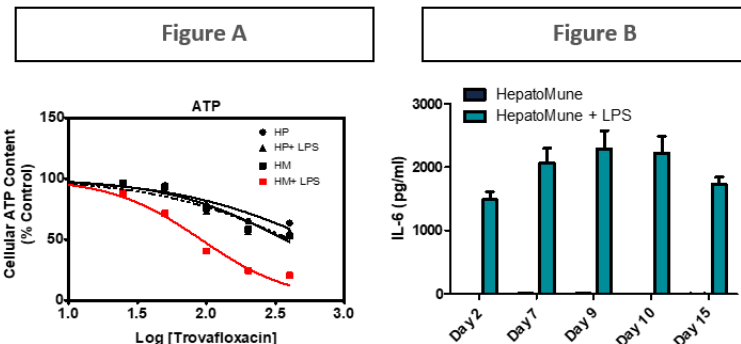 Figure A
Figure B
ATP
150
100
50
0
1.0
1.5
2.0
2.5
3.0
Cellular ATP Content
(% Control)
Log [Trovafloxacin]
HP
HP+ LPS
HM
HM+ LPS
HepatoMune
HepatoMune + LPS
3000
2000
1000
0
IL-6 (pg/ml)
Day 2
Day 7
Day 9
Day 10
Day 15